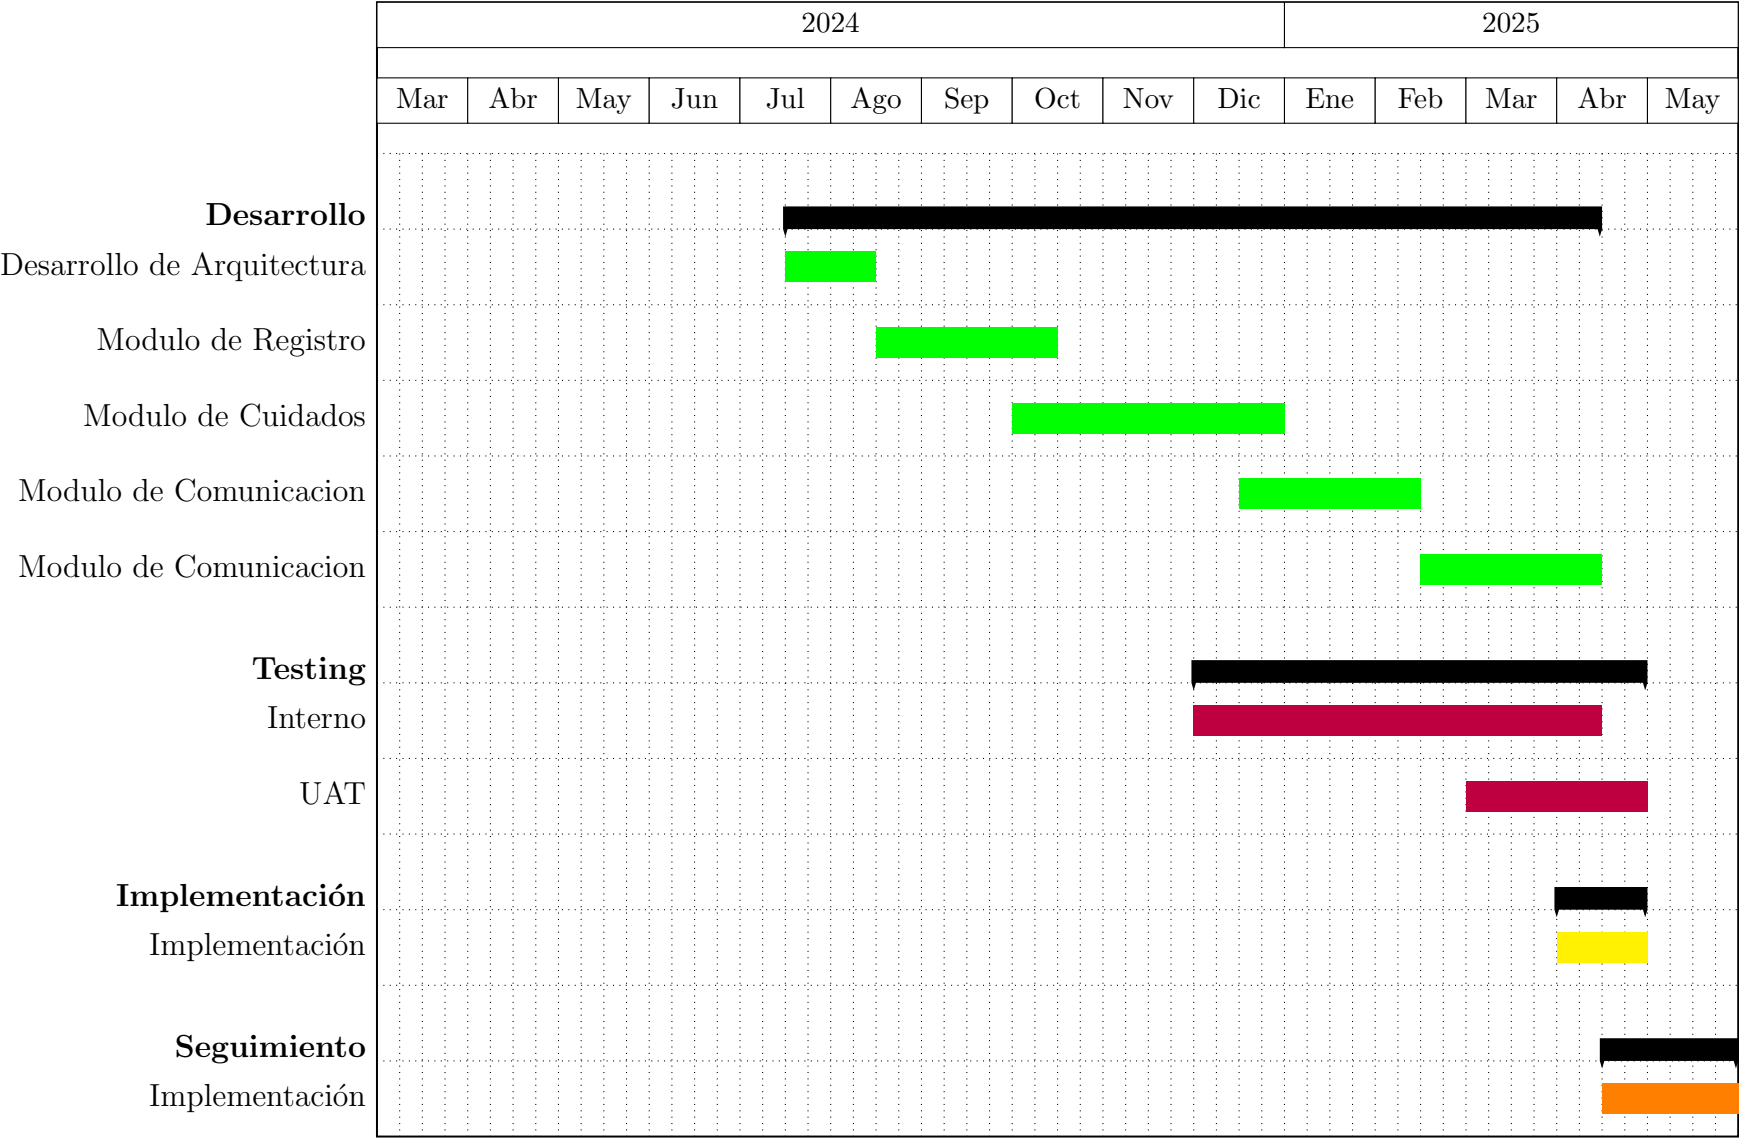 2024 2025
Mar Abr May Jun Jul Ago Sep Oct Nov Dic Ene Feb Mar Abr May
Desarrollo
Desarrollo de Arquitectura
Modulo de Registro
Modulo de Cuidados
Modulo de Comunicacion
Modulo de Comunicacion
Testing
Interno
UAT
Implementación
Implementación
Seguimiento
Implementación